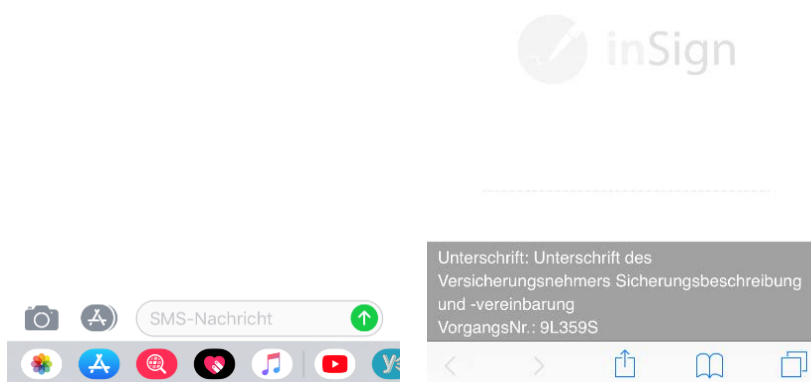 inSign
Unterschrift: Unterschrift des
Versicherungsnehmers Sicherungsbeschreibung
und -vereinbarung
VorgangsNr.: 9L359S
SMS-Nachricht